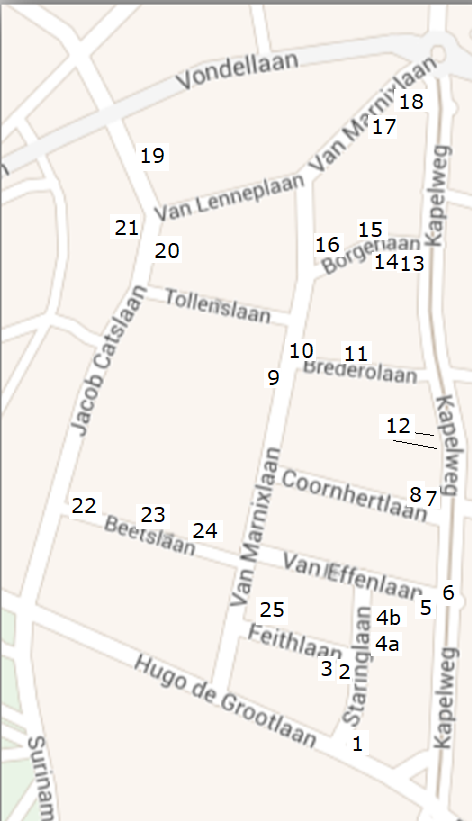 Vondellaan
Van Marnixlaan
18
17
Kapelweg
19
Van Lenneplaan
21
20
15
16
Borgerlaan
14
13
Tollenslaan
Jacob Catslaan
10
11
Brederolaan
9
12
Kapelweg
Coornhertlaan
8
7
Van Marnixlaan
22
23
24
Beetslaan
Van Effenlaan
6
5
25
4b
4a
Feithlaan
Staringlaan
3
2
Hugo de Grootlaan
1
Kapelweg
Surinam